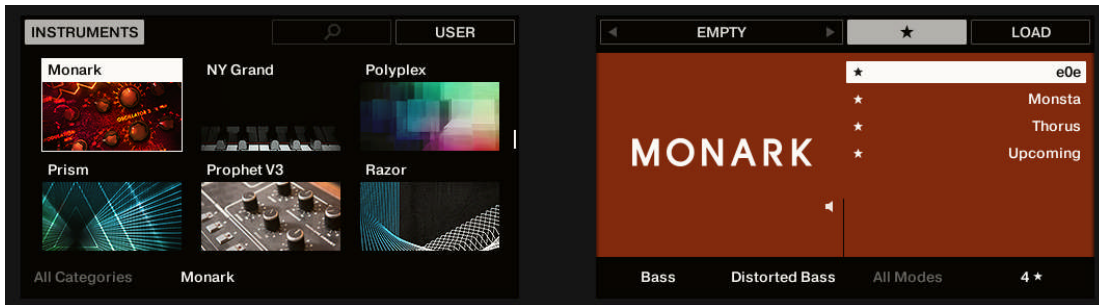 INSTRUMENTS USER
Monark NY Grand Polyplex
OSCILLATORS
Prism Prophet V3 Razor
All Categories Monark
EMPTY ★ LOAD
MONARK
★ e0e
★ Monsta
★ Thorus
★ Upcoming
Bass Distorted Bass All Modes 4 ★